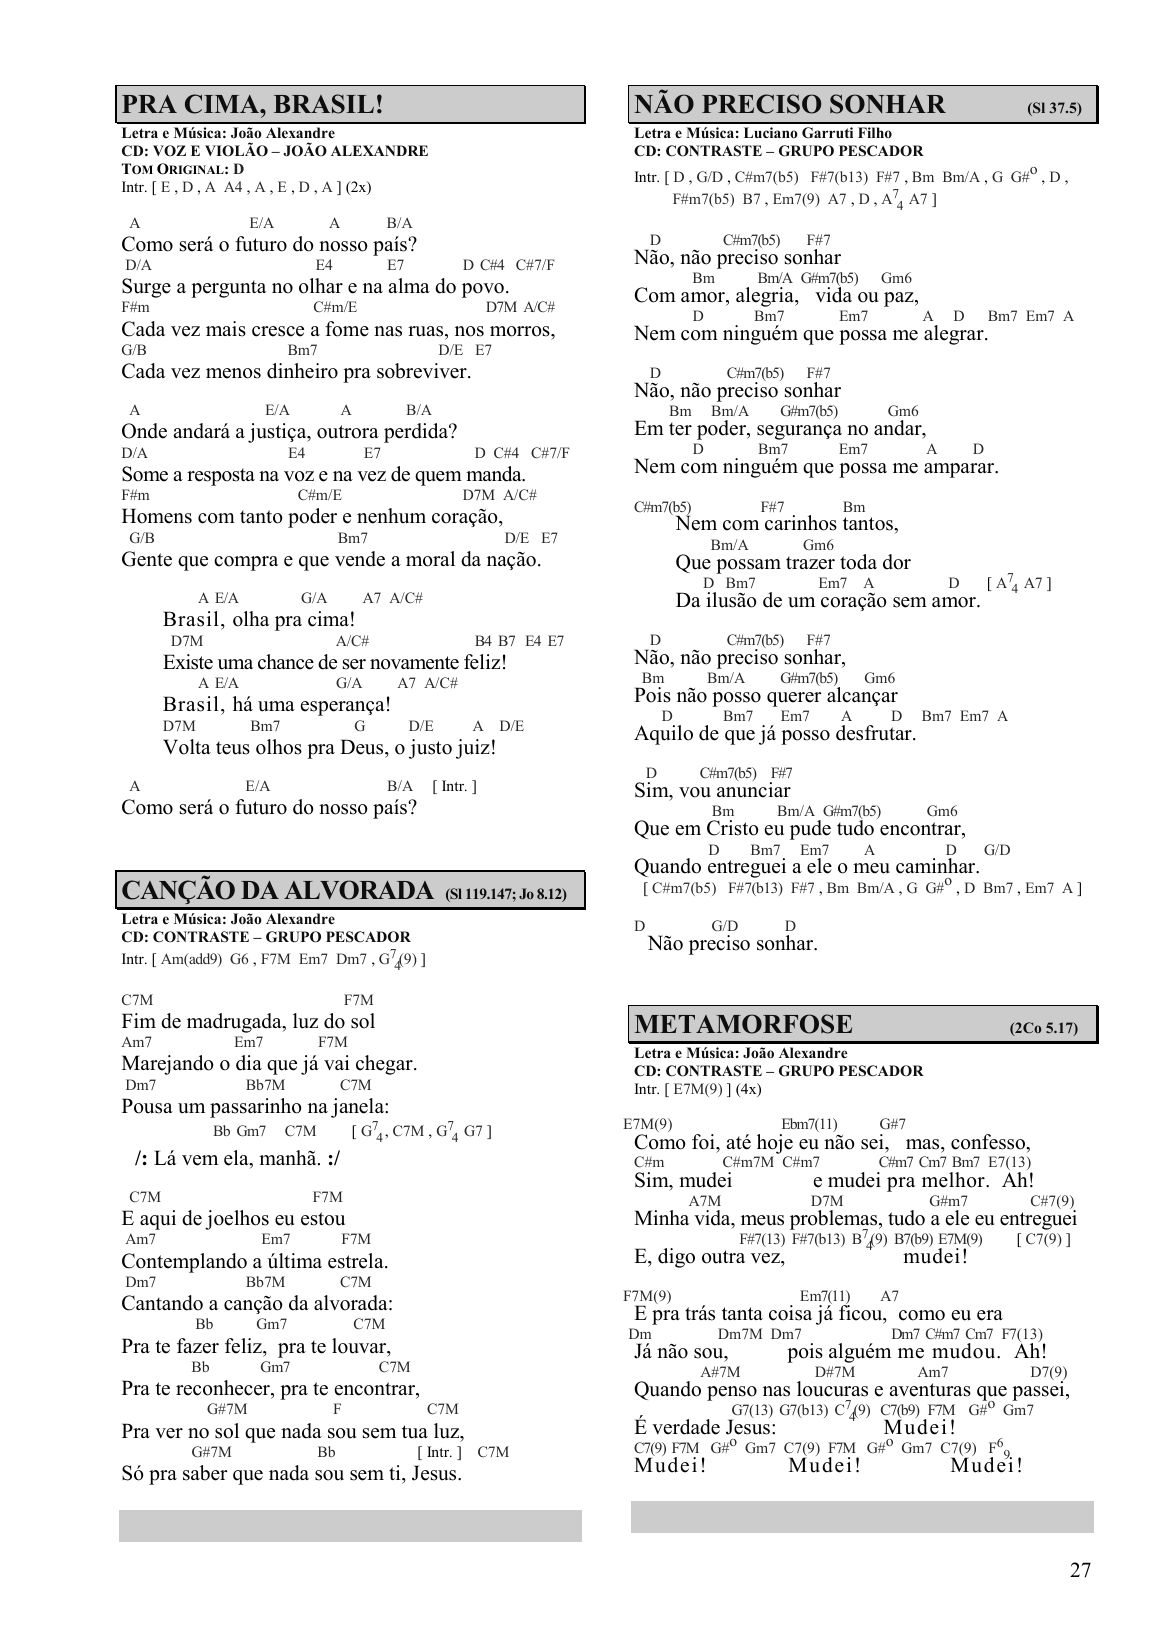 PRA CIMA, BRASIL!
Letra e Música: João Alexandre
CD: VOZ E VIOLÃO – JOÃO ALEXANDRE
TOM ORIGINAL: D
Intr. [ E , D , A  A4 , A , E , D , A ] (2x)
A E/A A B/A
Como será o futuro do nosso país?
D/A E4 E7 D C#4 C#7/F
Surge a pergunta no olhar e na alma do povo.
F#m C#m/E D7M A/C#
Cada vez mais cresce a fome nas ruas, nos morros,
G/B Bm7 D/E E7
Cada vez menos dinheiro pra sobreviver.
A E/A A B/A
Onde andará a justiça, outrora perdida?
D/A E4 E7 D C#4 C#7/F
Some a resposta na voz e na vez de quem manda.
F#m C#m/E D7M A/C#
Homens com tanto poder e nenhum coração,
G/B Bm7 D/E E7
Gente que compra e que vende a moral da nação.
A E/A G/A A7 A/C#
Brasil, olha pra cima!
D7M A/C# B4 B7 E4 E7
Existe uma chance de ser novamente feliz!
A E/A G/A A7 A/C#
Brasil, há uma esperança!
D7M Bm7 G D/E A D/E
Volta teus olhos pra Deus, o justo juiz!
A E/A B/A [ Intr. ]
Como será o futuro do nosso país?
CANÇÃO DA ALVORADA (Sl 119.147; Jo 8.12)
Letra e Música: João Alexandre
CD: CONTRASTE – GRUPO PESCADOR
Intr. [ Am(add9) G6 , F7M Em7 Dm7 , G74(9) ]
C7M F7M
Fim de madrugada, luz do sol
Am7 Em7 F7M
Marejando o dia que já vai chegar.
Dm7 Bb7M C7M
Pousa um passarinho na janela:
Bb Gm7 C7M [ G74 , C7M , G74 G7 ]
/: Lá vem ela, manhã. :/
C7M F7M
E aqui de joelhos eu estou
Am7 Em7 F7M
Contemplando a última estrela.
Dm7 Bb7M C7M
Cantando a canção da alvorada:
Bb Gm7 C7M
Pra te fazer feliz, pra te louvar,
Bb Gm7 C7M
Pra te reconhecer, pra te encontrar,
G#7M F C7M
Pra ver no sol que nada sou sem tua luz,
G#7M Bb [ Intr. ] C7M
Só pra saber que nada sou sem ti, Jesus.
NÃO PRECISO SONHAR (Sl 37.5)
Letra e Música: Luciano Garruti Filho
CD: CONTRASTE – GRUPO PESCADOR
Intr. [ D , G/D , C#m7(b5) F#7(b13) F#7 , Bm Bm/A , G G#o , D ,
F#m7(b5) B7 , Em7(9) A7 , D , A74 A7 ]
D C#m7(b5) F#7
Não, não preciso sonhar
Bm Bm/A G#m7(b5) Gm6
Com amor, alegria, vida ou paz,
D Bm7 Em7 A D Bm7 Em7 A
Nem com ninguém que possa me alegrar.
D C#m7(b5) F#7
Não, não preciso sonhar
Bm Bm/A G#m7(b5) Gm6
Em ter poder, segurança no andar,
D Bm7 Em7 A D
Nem com ninguém que possa me amparar.
C#m7(b5) F#7 Bm
Nem com carinhos tantos,
Bm/A Gm6
Que possam trazer toda dor
D Bm7 Em7 A D [ A74 A7 ]
Da ilusão de um coração sem amor.
D C#m7(b5) F#7
Não, não preciso sonhar,
Bm Bm/A G#m7(b5) Gm6
Pois não posso querer alcançar
D Bm7 Em7 A D Bm7 Em7 A
Aquilo de que já posso desfrutar.
D C#m7(b5) F#7
Sim, vou anunciar
Bm Bm/A G#m7(b5) Gm6
Que em Cristo eu pude tudo encontrar,
D Bm7 Em7 A D G/D
Quando entreguei a ele o meu caminhar.
[ C#m7(b5) F#7(b13) F#7 , Bm Bm/A , G G#o , D Bm7 , Em7 A ]
D G/D D
Não preciso sonhar.
METAMORFOSE (2Co 5.17)
Letra e Música: João Alexandre
CD: CONTRASTE – GRUPO PESCADOR
Intr. [ E7M(9) ] (4x)
E7M(9) Ebm7(11) G#7
Como foi, até hoje eu não sei, mas, confesso,
C#m C#m7M C#m7 C#m7 Cm7 Bm7 E7(13)
Sim, mudei e mudei pra melhor. Ah!
A7M D7M G#m7 C#7(9)
Minha vida, meus problemas, tudo a ele eu entreguei
F#7(13) F#7(b13) B74(9) B7(b9) E7M(9) [ C7(9) ]
E, digo outra vez, mudei!
F7M(9) Em7(11) A7
E pra trás tanta coisa já ficou, como eu era
Dm Dm7M Dm7 Dm7 C#m7 Cm7 F7(13)
Já não sou, pois alguém me mudou. Ah!
A#7M D#7M Am7 D7(9)
Quando penso nas loucuras e aventuras que passei,
G7(13) G7(b13) C74(9) C7(b9) F7M G#o Gm7
É verdade Jesus: Mudei!
C7(9) F7M G#o Gm7 C7(9) F7M G#o Gm7 C7(9) F69
Mudei! Mudei! Mudei!
27